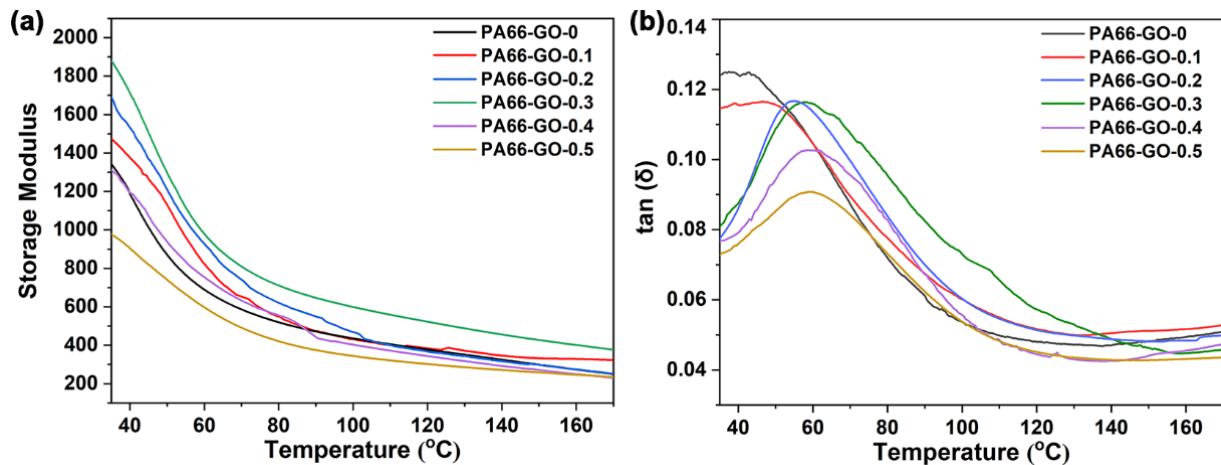 (a)
Storage Modulus
2000
1800
1600
1400
1200
1000
800
600
400
200
PA66-GO-0
PA66-GO-0.1
PA66-GO-0.2
PA66-GO-0.3
PA66-GO-0.4
PA66-GO-0.5
40 60 80 100 120 140 160
Temperature (°C)
(b)
tan (δ)
0.14
0.12
0.10
0.08
0.06
0.04
PA66-GO-0
PA66-GO-0.1
PA66-GO-0.2
PA66-GO-0.3
PA66-GO-0.4
PA66-GO-0.5
40 60 80 100 120 140 160
Temperature (°C)